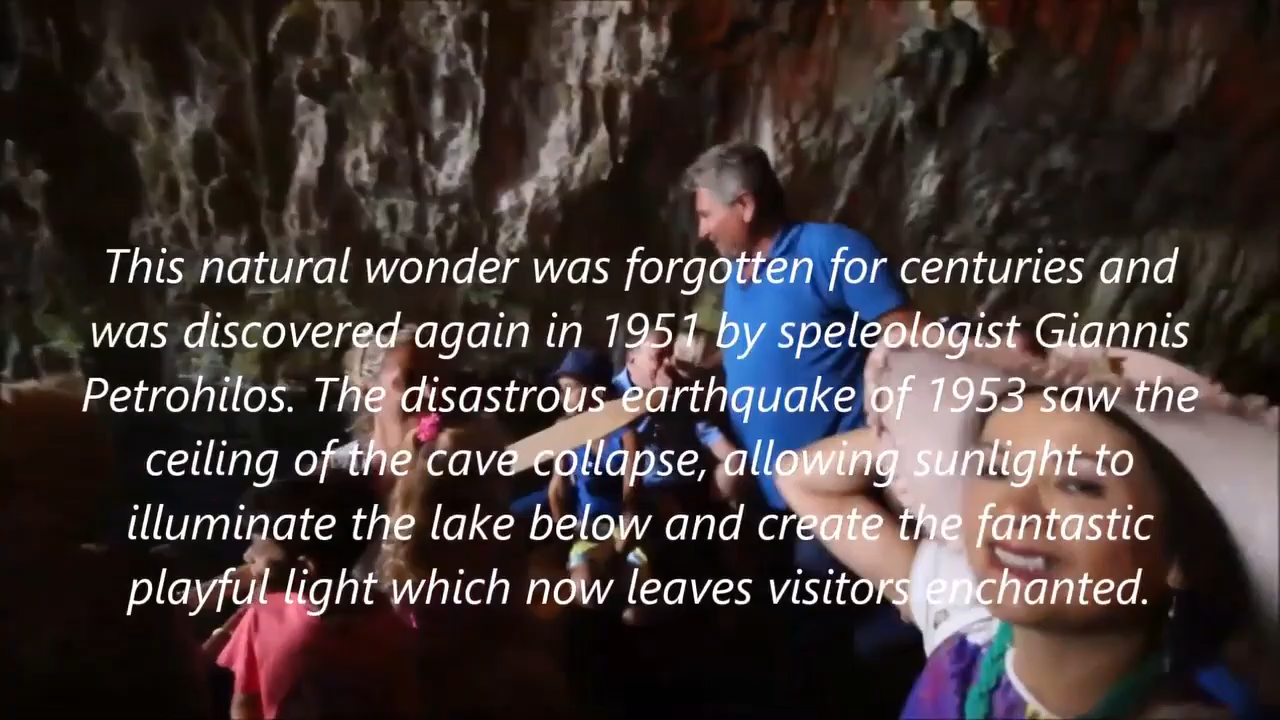 This natural wonder was forgotten for centuries and
was discovered again in 1951 by speleologist Giannis
Petrohilos. The disastrous earthquake of 1953 saw the
ceiling of the cave collapse, allowing sunlight to
illuminate the lake below and create the fantastic
playful light which now leaves visitors enchanted.